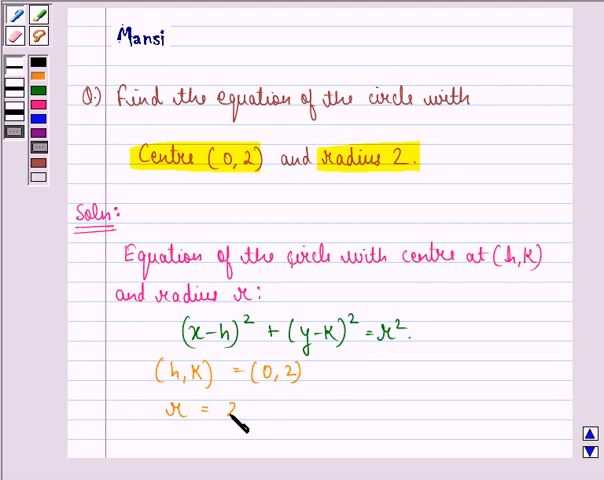 Mansi
Q.) Find the equation of the circle with
Centre (0,2) and radius 2.
Soln:
Equation of the circle with centre at (h,k)
and radius r:
(x-h)² + (y-k)² = r².
(h,k) = (0,2)
r = 2